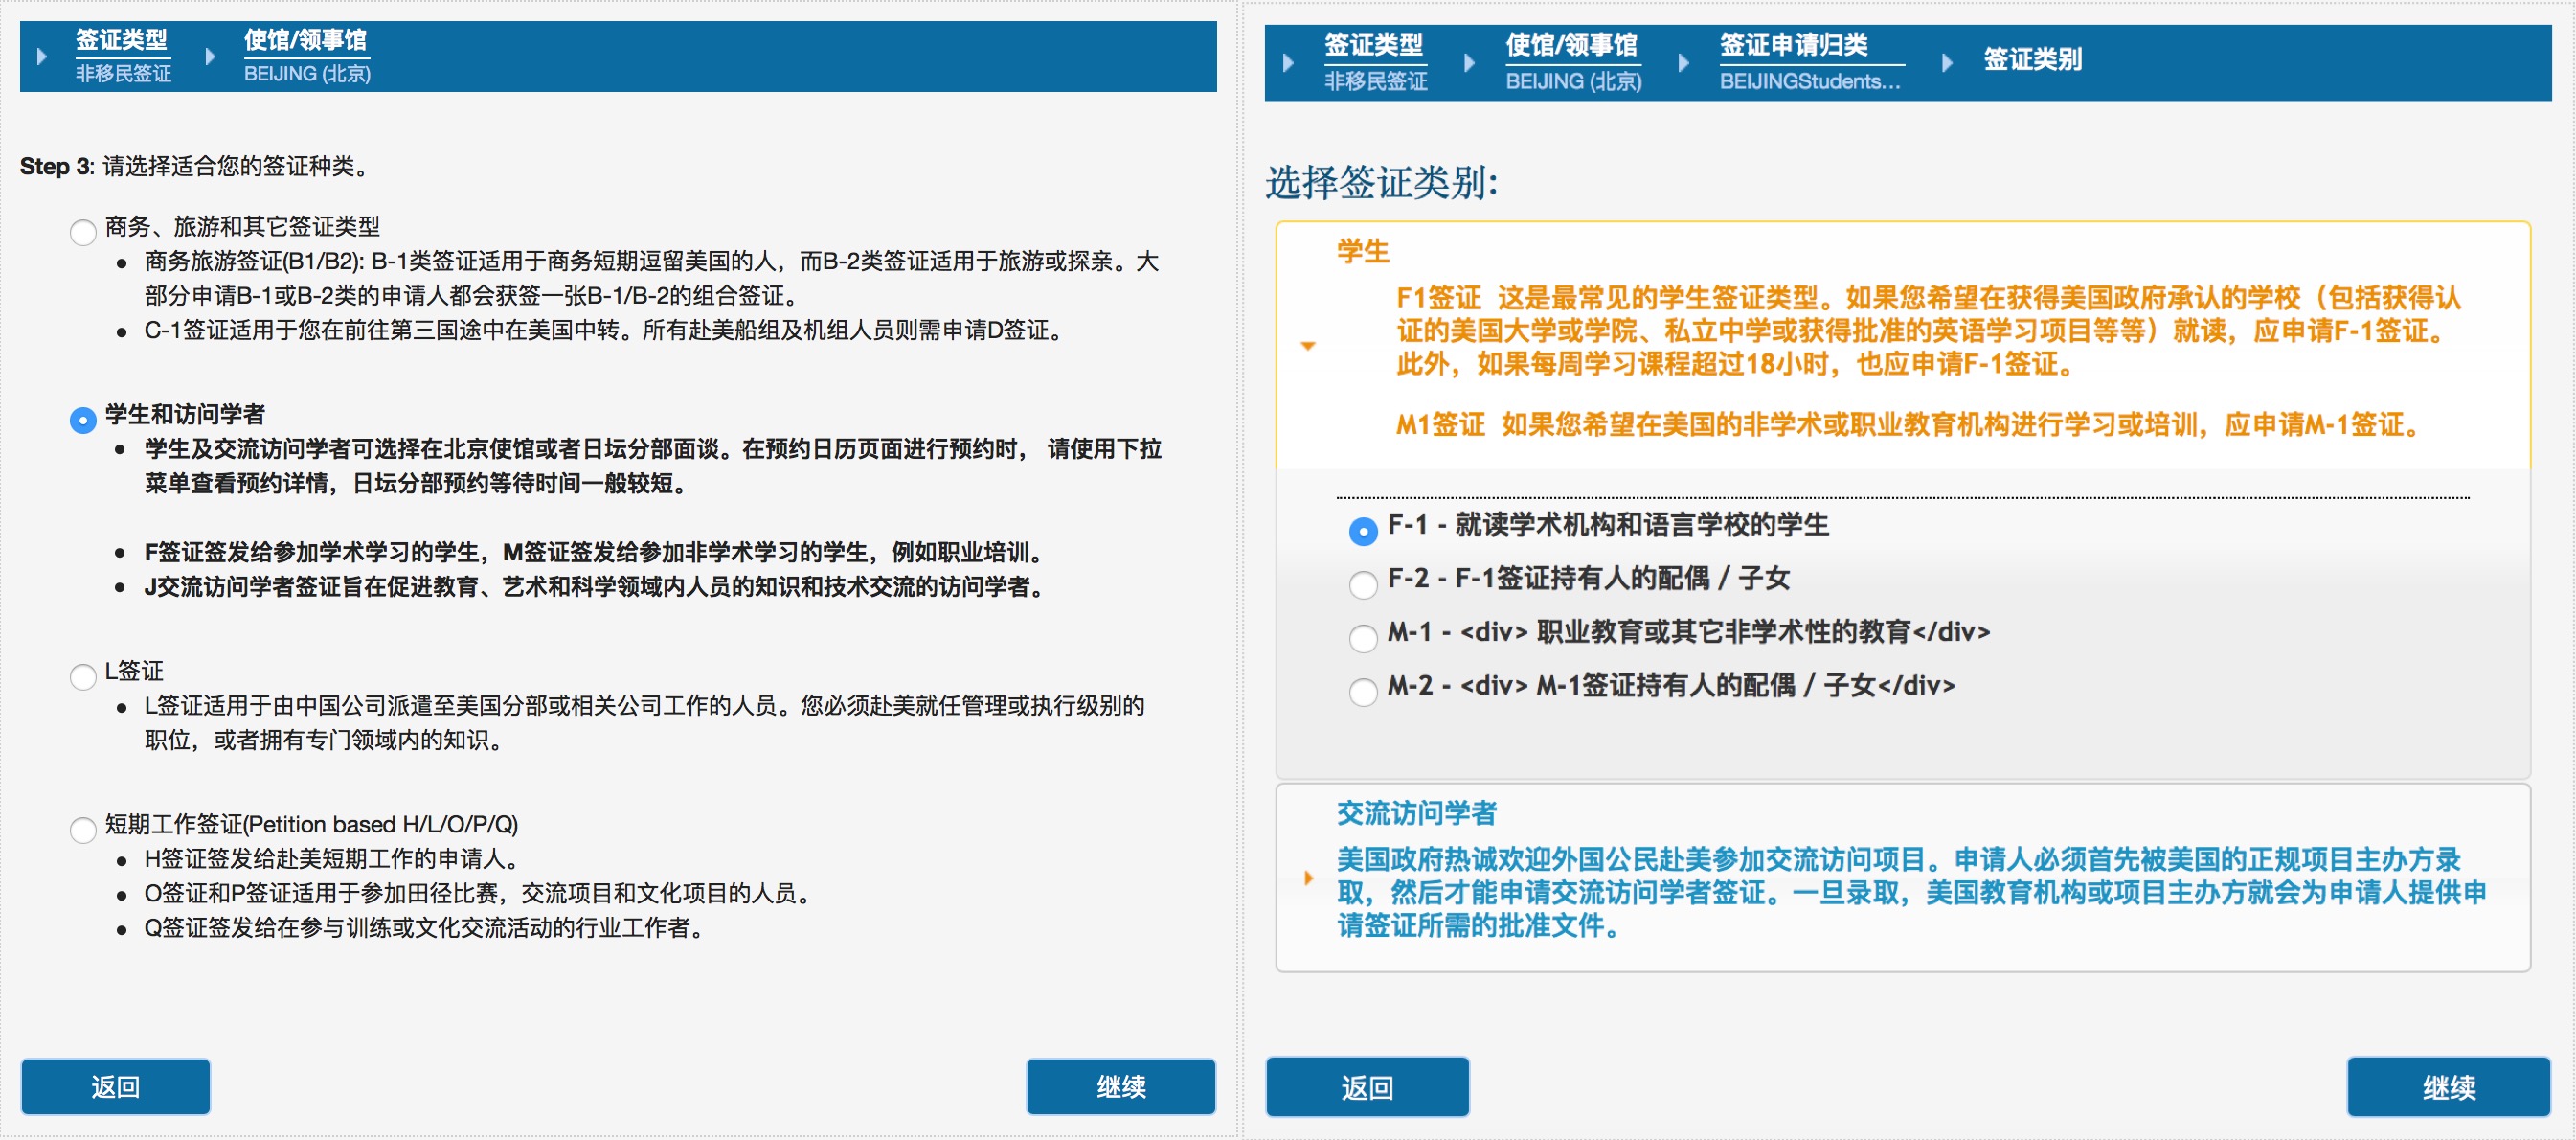 签证类型
非移民签证
使馆/领事馆
BEIJING (北京)
Step 3: 请选择适合您的签证种类。
商务、旅游和其它签证类型
商务旅游签证(B1/B2): B-1类签证适用于商务短期逗留美国的人，而B-2类签证适用于旅游或探亲。大
部分申请B-1或B-2类的申请人都会获签一张B-1/B-2的组合签证。
C-1签证适用于您在前往第三国途中在美国中转。所有赴美船组及机组人员则需申请D签证。
学生和访问学者
学生及交流访问学者可选择在北京使馆或者日坛分部面谈。在预约日历页面进行预约时， 请使用下拉
菜单查看预约详情，日坛分部预约等待时间一般较短。
F签证签发给参加学术学习的学生，M签证签发给参加非学术学习的学生，例如职业培训。
J交流访问学者签证旨在促进教育、艺术和科学领域内人员的知识和技术交流的访问学者。
L签证
L签证适用于由中国公司派遣至美国分部或相关公司工作的人员。您必须赴美就任管理或执行级别的
职位，或者拥有专门领域内的知识。
短期工作签证(Petition based H/L/O/P/Q)
H签证签发给赴美短期工作的申请人。
O签证和P签证适用于参加田径比赛，交流项目和文化项目的人员。
Q签证签发给在参与训练或文化交流活动的行业工作者。
返回
继续
签证类型
非移民签证
使馆/领事馆
BEIJING (北京)
签证申请归类
BEIJINGStudents...
签证类别
选择签证类别:
学生
F1签证 这是最常见的学生签证类型。如果您希望在获得美国政府承认的学校（包括获得认
证的美国大学或学院、私立中学或获得批准的英语学习项目等等）就读，应申请F-1签证。
此外，如果每周学习课程超过18小时，也应申请F-1签证。
M1签证 如果您希望在美国的非学术或职业教育机构进行学习或培训，应申请M-1签证。
F-1 - 就读学术机构和语言学校的学生
F-2 - F-1签证持有人的配偶 / 子女
M-1 - <div> 职业教育或其它非学术性的教育</div>
M-2 - <div> M-1签证持有人的配偶 / 子女</div>
交流访问学者
美国政府热诚欢迎外国公民赴美参加交流访问项目。申请人必须首先被美国的正规项目主办方录
取，然后才能申请交流访问学者签证。一旦录取，美国教育机构或项目主办方就会为申请人提供申
请签证所需的批准文件。
返回
继续